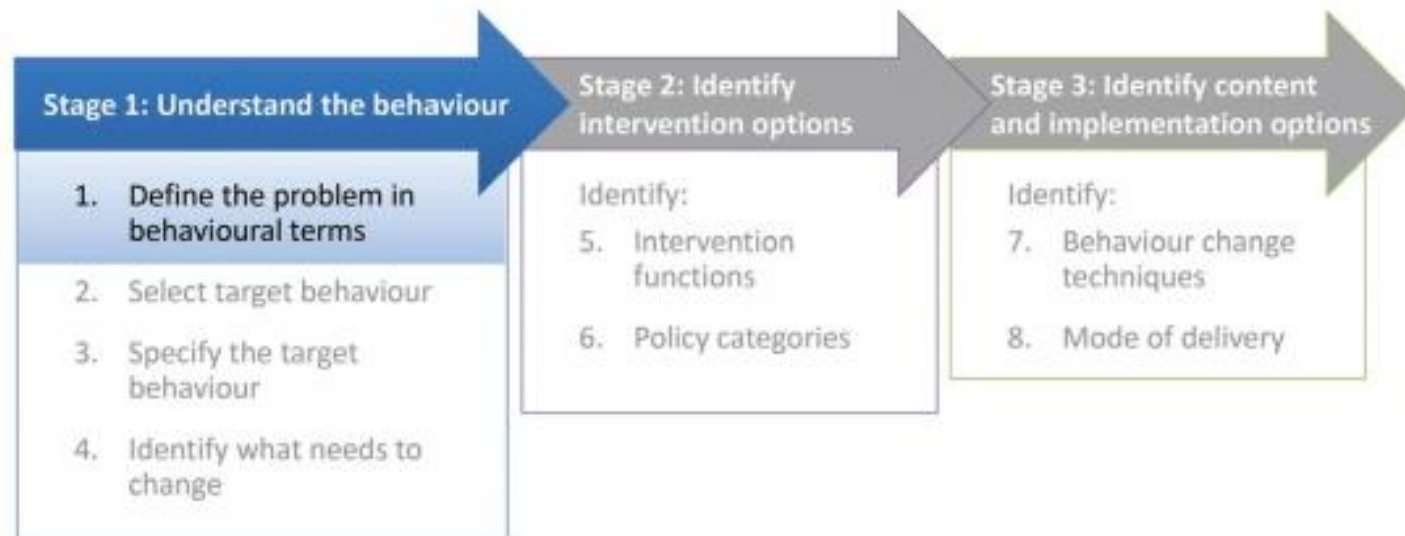 Stage 1: Understand the behaviour
1. Define the problem in
behavioural terms
2. Select target behaviour
3. Specify the target
behaviour
4. Identify what needs to
change
Stage 2: Identify
intervention options
Identify:
5. Intervention
functions
6. Policy categories
Stage 3: Identify content
and implementation options
Identify:
7. Behaviour change
techniques
8. Mode of delivery